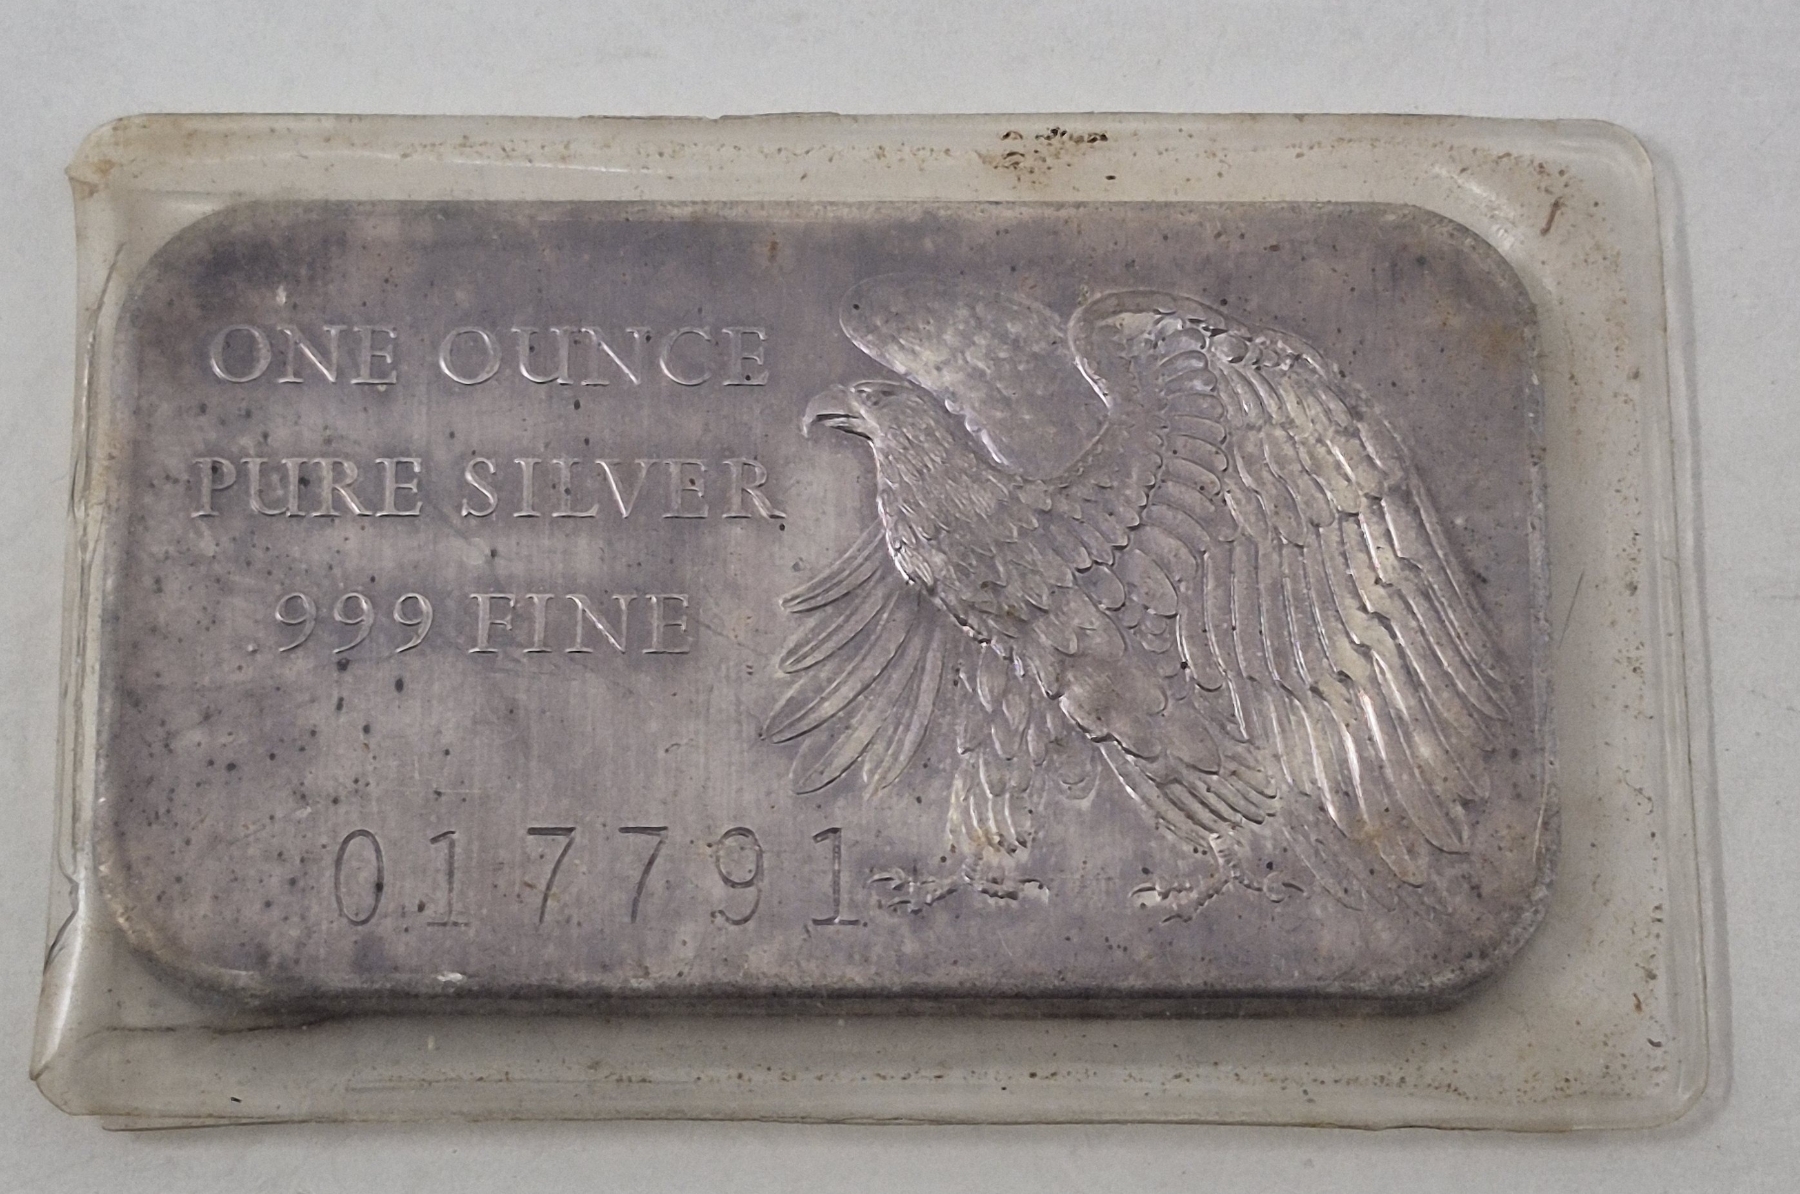 ONE OUNCE
PURE SILVER
999 FINE
017791